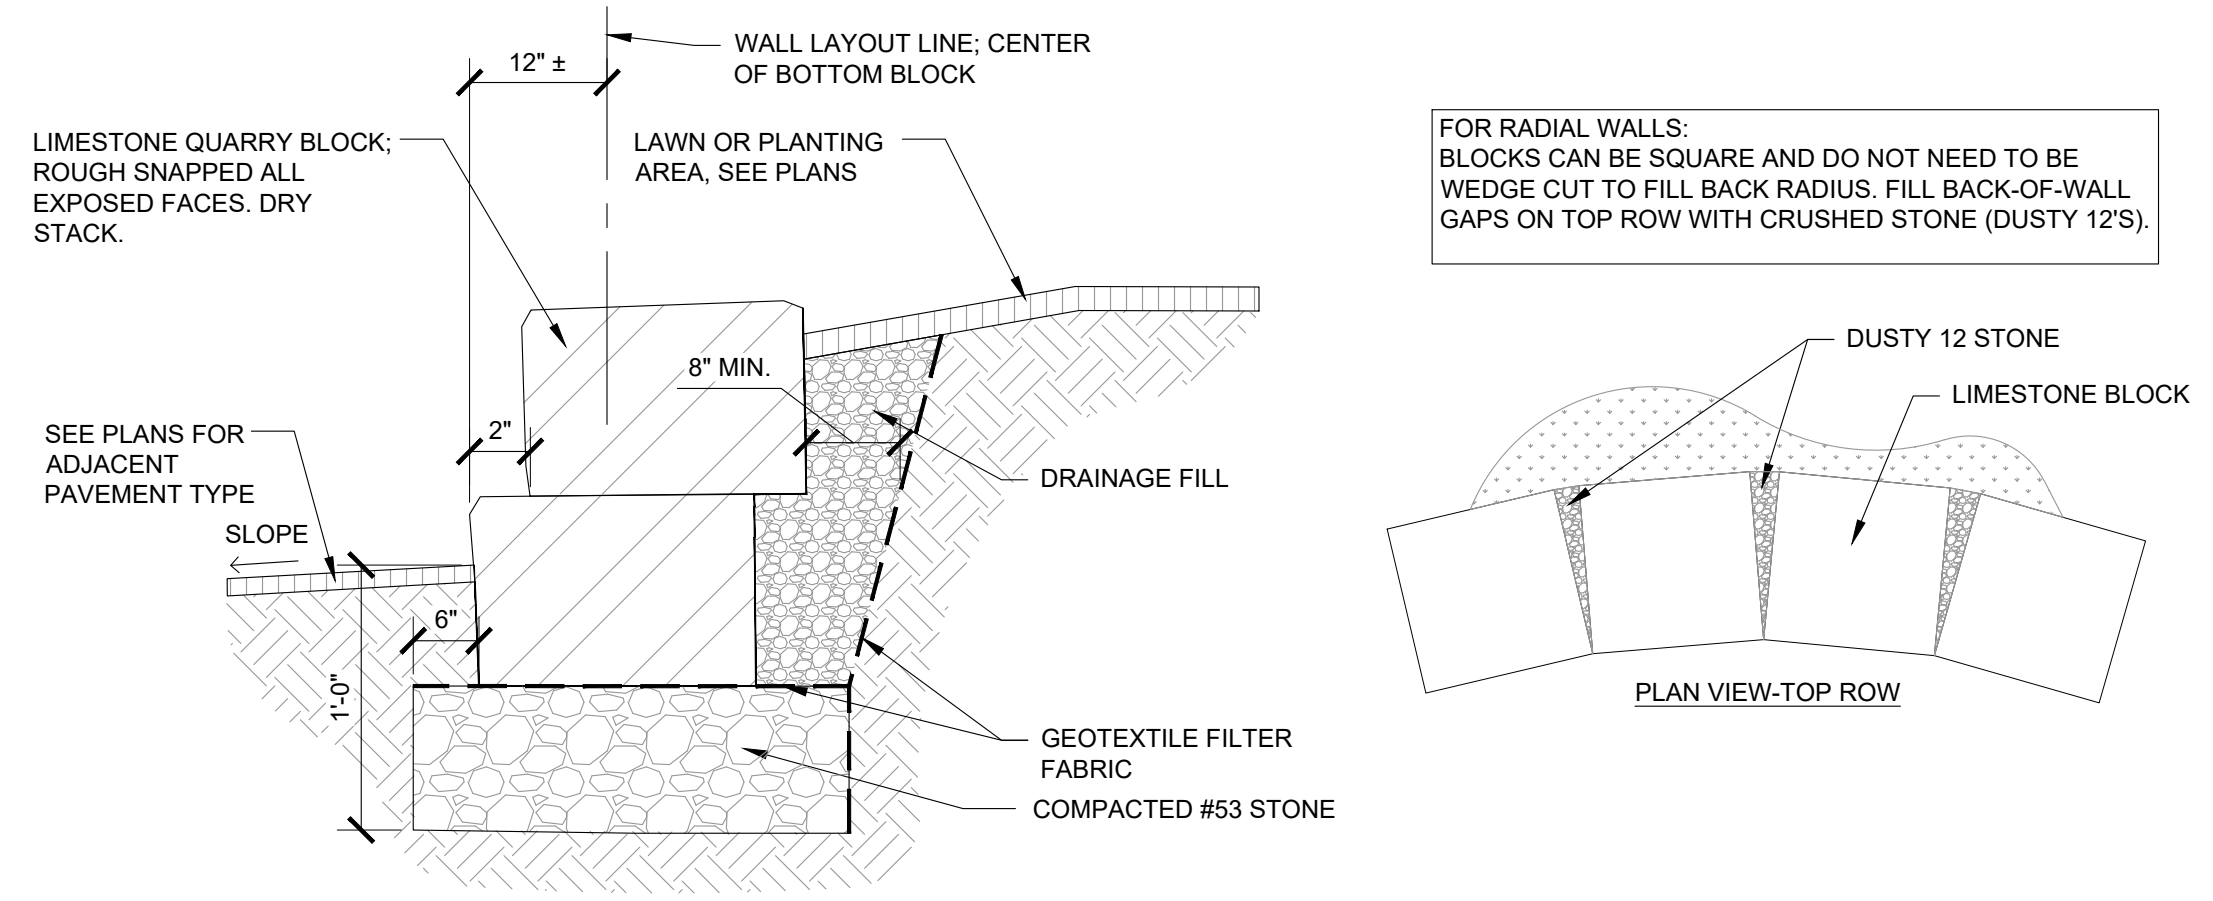 WALL LAYOUT LINE; CENTER
OF BOTTOM BLOCK
12" ±
LIMESTONE QUARRY BLOCK;
ROUGH SNAPPED ALL
EXPOSED FACES. DRY
STACK.
LAWN OR PLANTING
AREA, SEE PLANS
8" MIN.
2"
SEE PLANS FOR
ADJACENT
PAVEMENT TYPE
SLOPE
DRAINAGE FILL
6"
1'-0"
GEOTEXTILE FILTER
FABRIC
COMPACTED #53 STONE
FOR RADIAL WALLS:
BLOCKS CAN BE SQUARE AND DO NOT NEED TO BE
WEDGE CUT TO FILL BACK RADIUS. FILL BACK-OF-WALL
GAPS ON TOP ROW WITH CRUSHED STONE (DUSTY 12'S).
DUSTY 12 STONE
LIMESTONE BLOCK
PLAN VIEW-TOP ROW